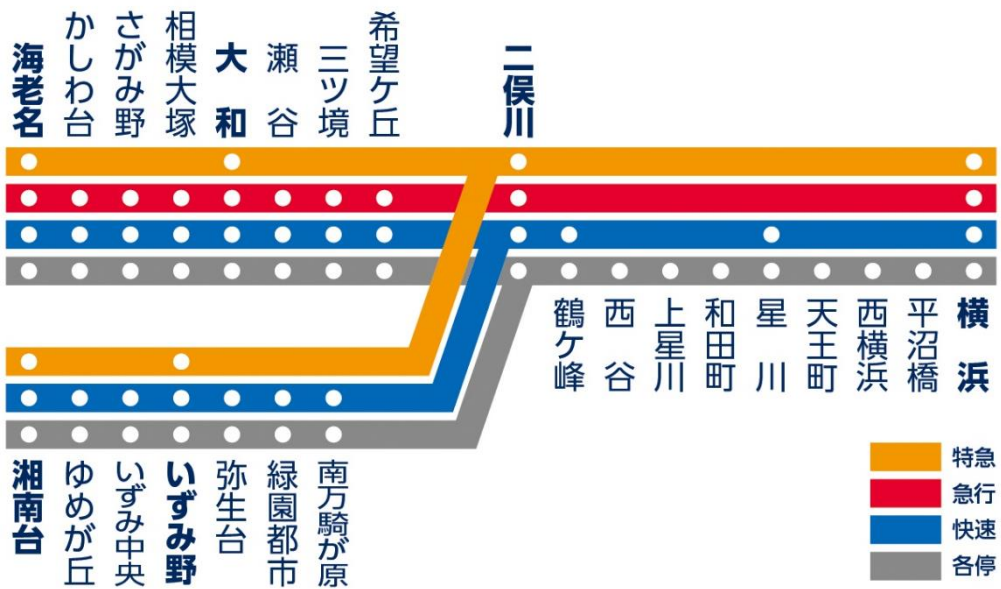 海老名
かしわ台
さがみ野
相模大塚
大和
瀬谷
三ツ境
希望ケ丘
二俣川
鶴ケ峰
西谷
上星川
和田町
星川
天王町
西横浜
平沼橋
横浜
湘南台
ゆめが丘
いずみ中央
いずみ野
弥生台
緑園都市
南万騎が原
特急
急行
快速
各停